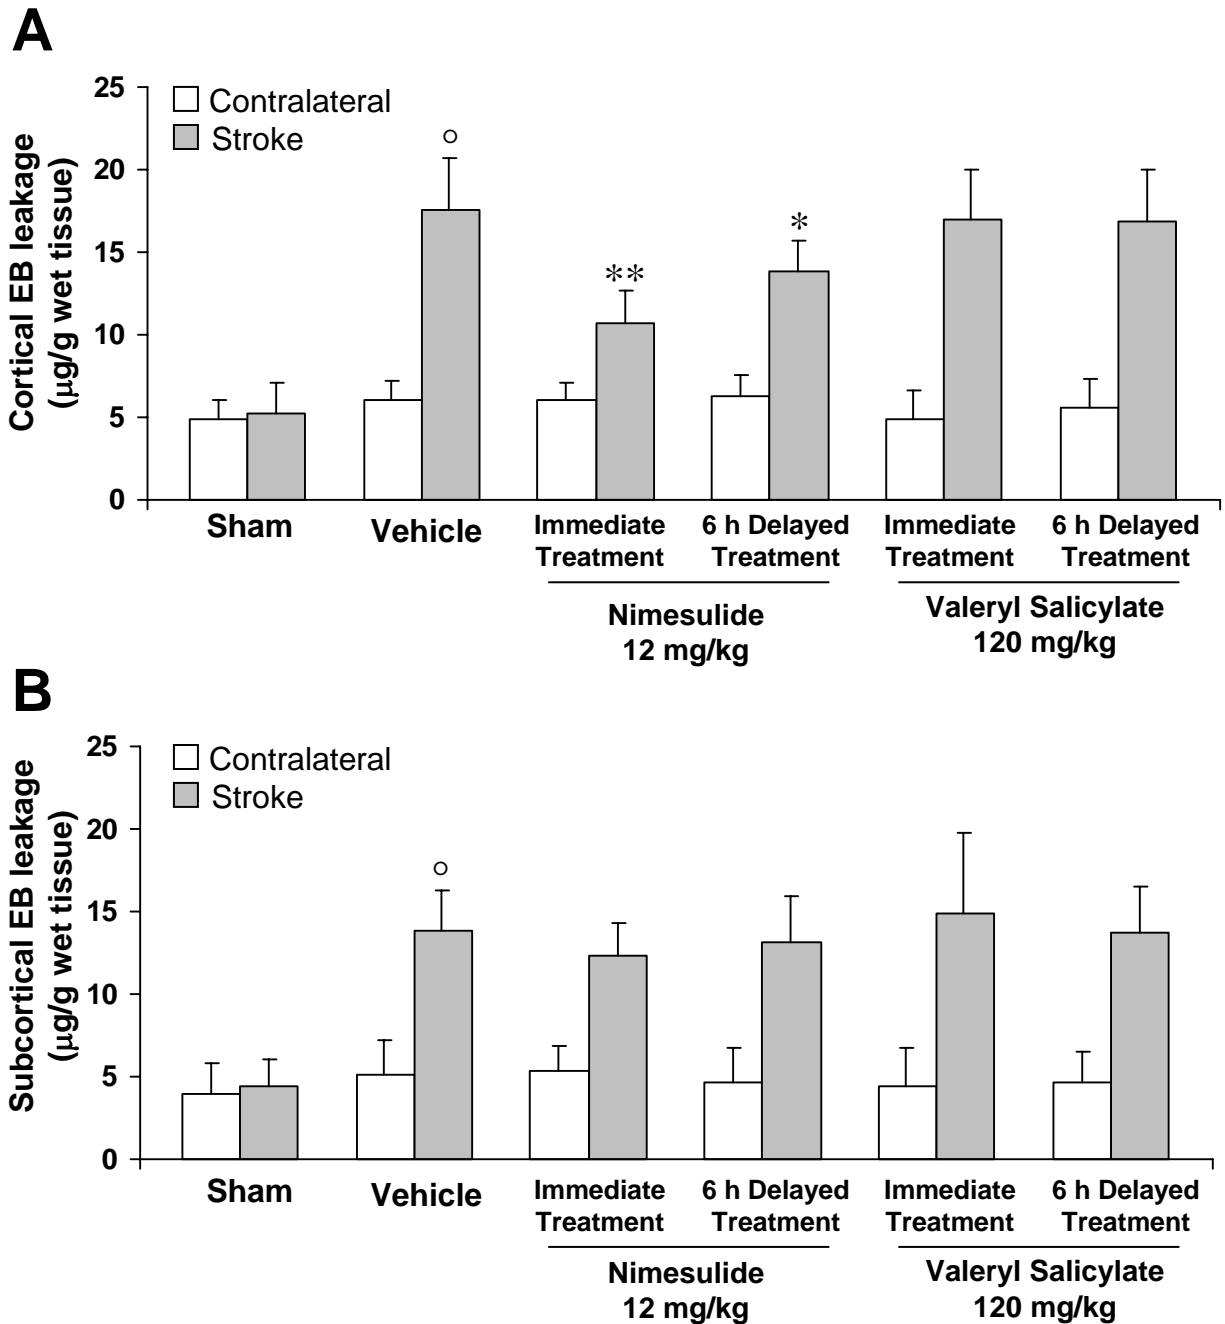 A
Cortical EB leakage
(μg/g wet tissue)
25
20
15
10
5
0
Contralateral
Stroke
°
**
*
Sham
Vehicle
Immediate
Treatment
6 h Delayed
Treatment
Immediate
Treatment
6 h Delayed
Treatment
Nimesulide
12 mg/kg
Valeryl Salicylate
120 mg/kg
B
Subcortical EB leakage
(μg/g wet tissue)
25
20
15
10
5
0
Contralateral
Stroke
°
Sham
Vehicle
Immediate
Treatment
6 h Delayed
Treatment
Immediate
Treatment
6 h Delayed
Treatment
Nimesulide
12 mg/kg
Valeryl Salicylate
120 mg/kg